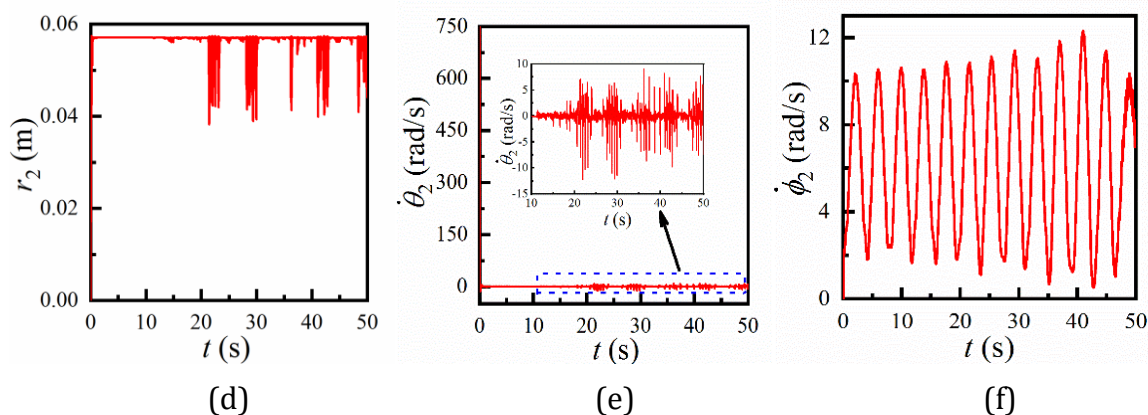 0.06
0.04
0.02
0.00
r₂ (m)
0 10 20 30 40 50
t (s)
(d)
750
600
450
300
150
0
θ̇₂ (rad/s)
10
5
0
-5
-10
-15
θ̇₂ (rad/s)
10 20 30 40 50
t (s)
0 10 20 30 40 50
t (s)
(e)
12
8
4
0
ϕ̇₂ (rad/s)
0 10 20 30 40 50
t (s)
(f)